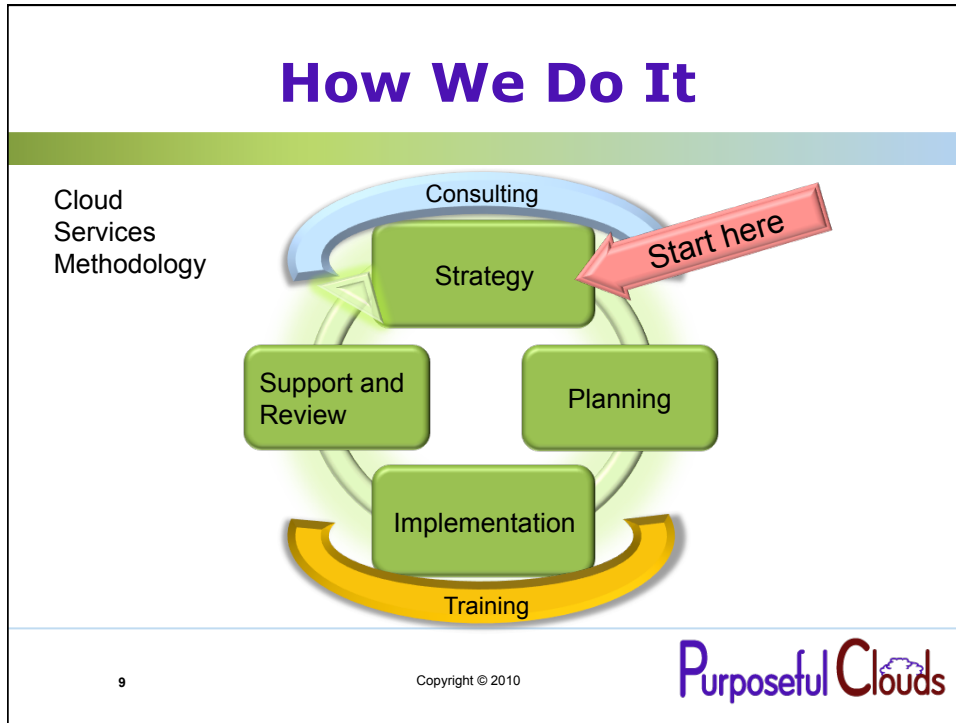 How We Do It
Cloud
Services
Methodology
Consulting
Start here
Strategy
Support and
Review
Planning
Implementation
Training
9
Copyright © 2010
Purposeful Clouds